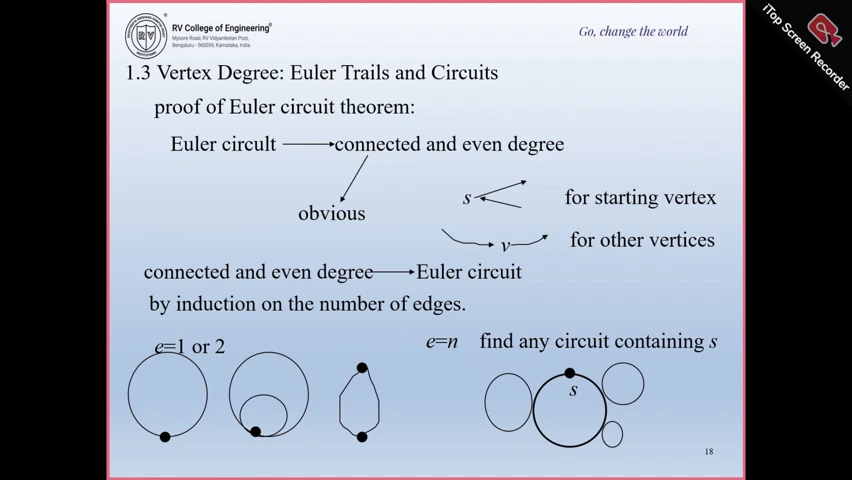 RV College of Engineering®
Mysore Road, RV Vidyaniketan Post,
Bengaluru - 560059, Karnataka, India
Go, change the world
iTop Screen Recorder
1.3 Vertex Degree: Euler Trails and Circuits
proof of Euler circuit theorem:
Euler circult connected and even degree
obvious
s for starting vertex
v for other vertices
connected and even degree Euler circuit
by induction on the number of edges.
e=1 or 2
e=n find any circuit containing s
s
18